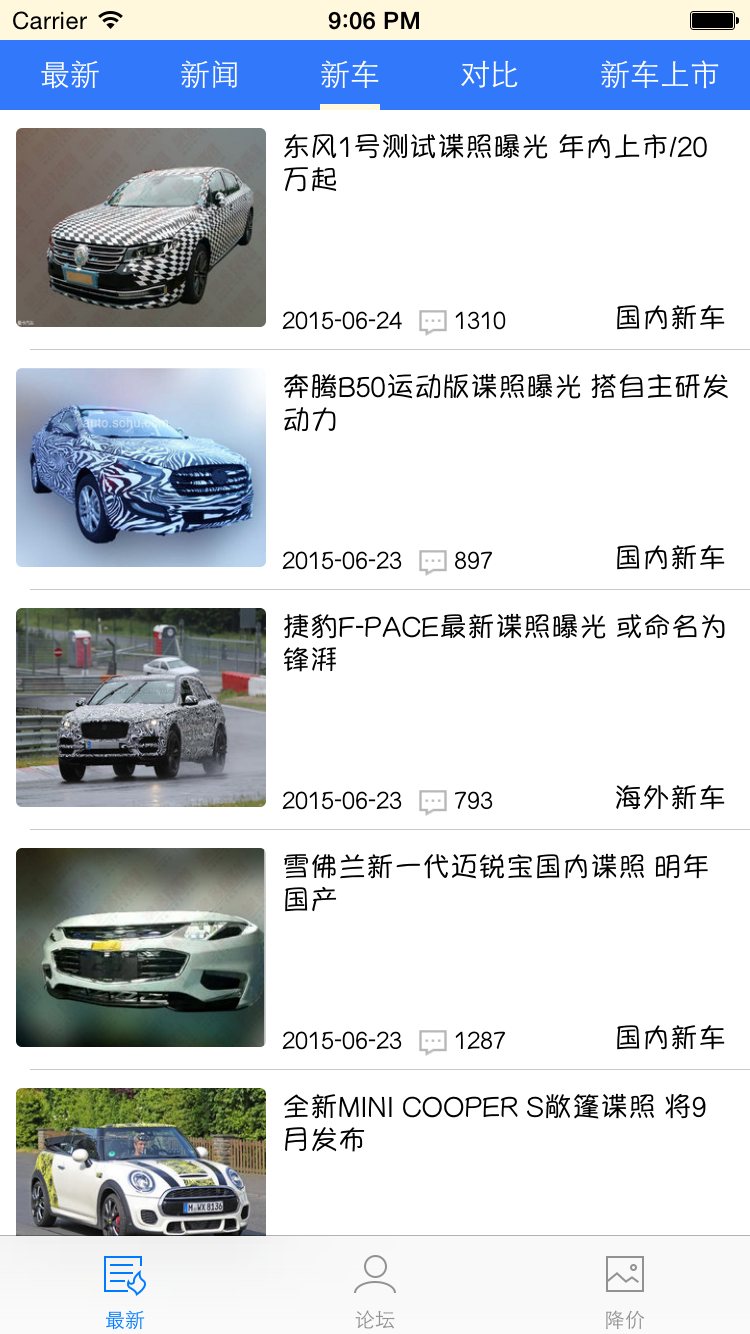 Carrier 9:06 PM
最新 新闻 新车 对比 新车上市
东风1号测试谍照曝光 年内上市/20
万起
2015-06-24 1310 国内新车
auto.sohu.com
奔腾B50运动版谍照曝光 搭自主研发
动力
2015-06-23 897 国内新车
捷豹F-PACE最新谍照曝光 或命名为
锋湃
2015-06-23 793 海外新车
雪佛兰新一代迈锐宝国内谍照 明年
国产
2015-06-23 1287 国内新车
全新MINI COOPER S敞篷谍照 将9
月发布
M·WX 8136
最新 论坛 降价